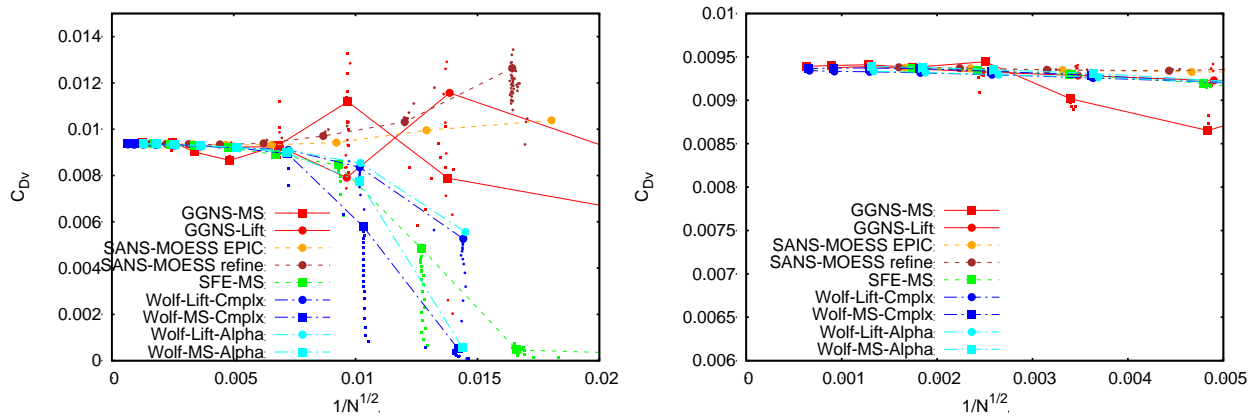 0.014
0.012
0.01
0.008
0.006
0.004
0.002
0
C_Dv
GGNS-MS
GGNS-Lift
SANS-MOESS EPIC
SANS-MOESS refine
SFE-MS
Wolf-Lift-Cmplx
Wolf-MS-Cmplx
Wolf-Lift-Alpha
Wolf-MS-Alpha
0 0.005 0.01 0.015 0.02
1/N^1/2
0.01
0.0095
0.009
0.0085
0.008
0.0075
0.007
0.0065
0.006
C_Dv
GGNS-MS
GGNS-Lift
SANS-MOESS EPIC
SANS-MOESS refine
SFE-MS
Wolf-Lift-Cmplx
Wolf-MS-Cmplx
Wolf-Lift-Alpha
Wolf-MS-Alpha
0 0.001 0.002 0.003 0.004 0.005
1/N^1/2